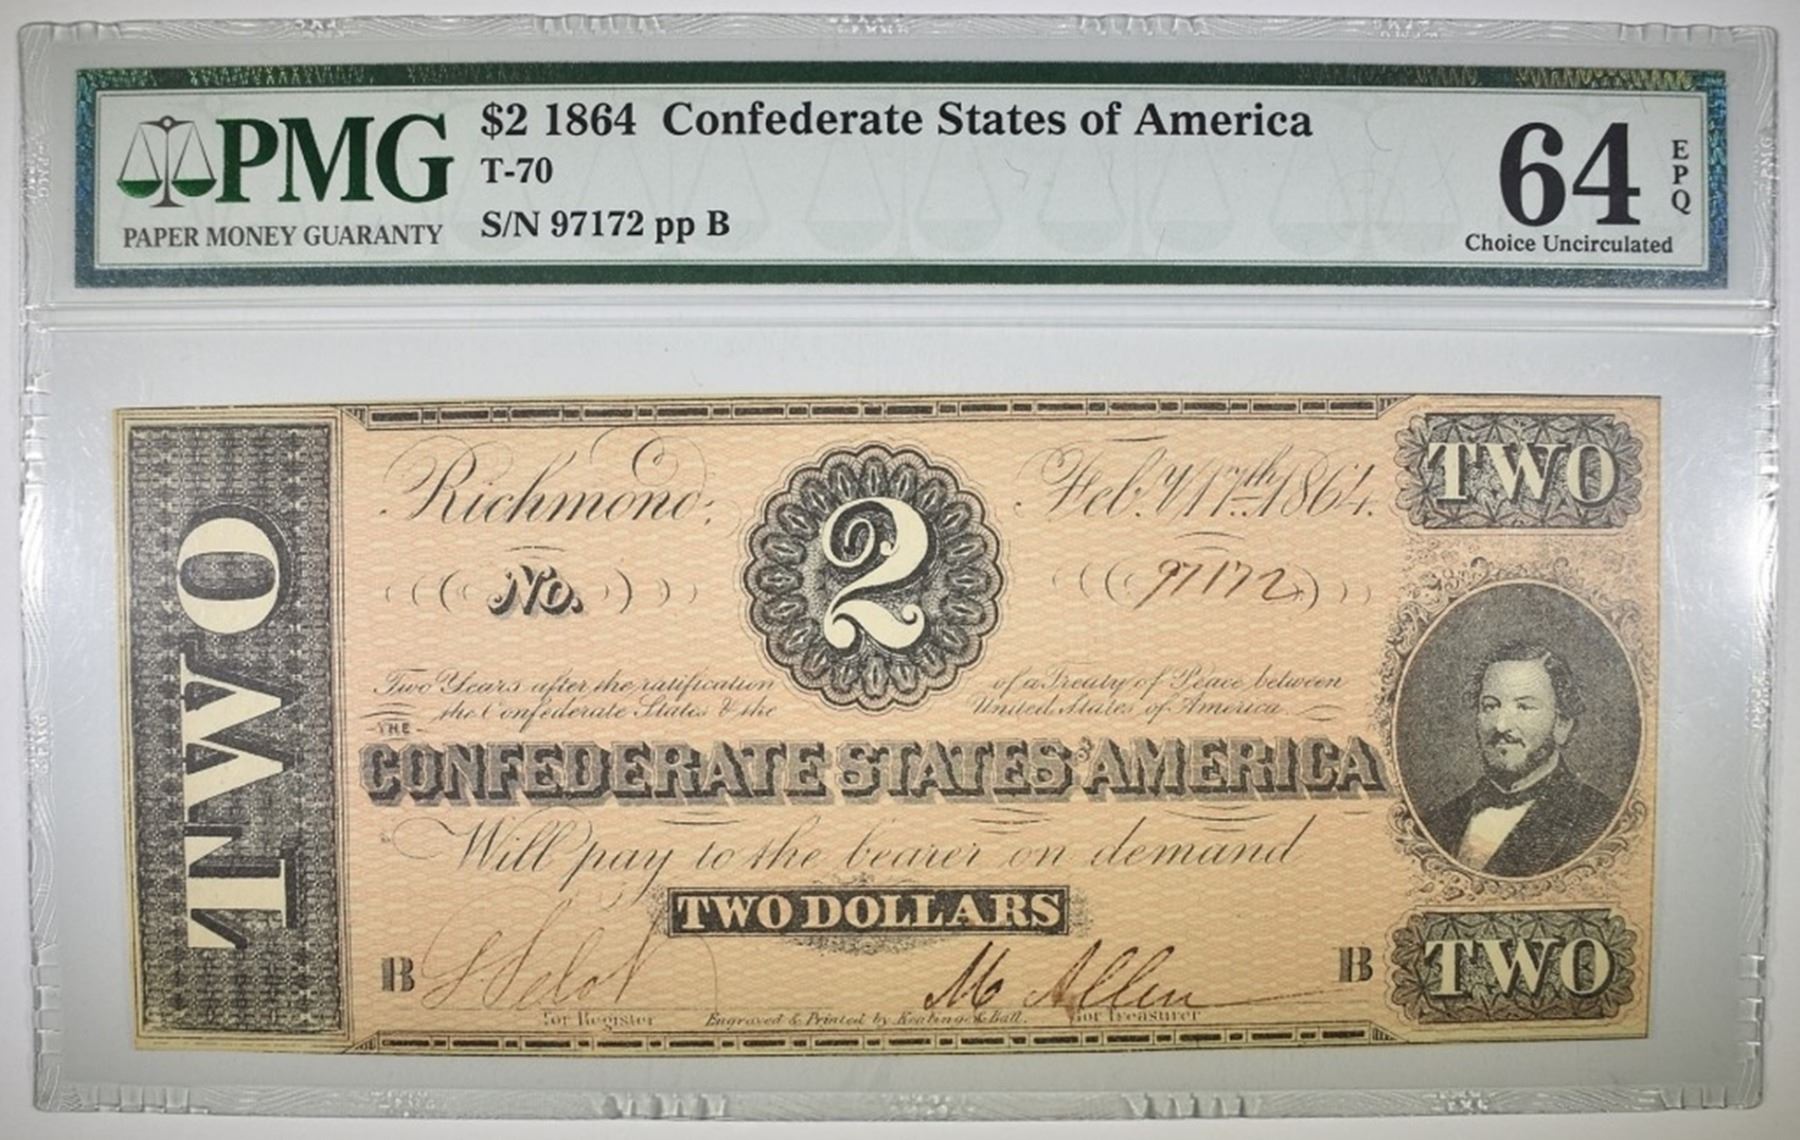 PMG
PAPER MONEY GUARANTY
$2 1864 Confederate States of America
T-70
S/N 97172 pp B
64
EPQ
Choice Uncirculated
TWO
Richmond,
2
Feb.y 17th 1864.
TWO
No.
97172
Two Years after the ratification of a Treaty of Peace between
the Confederate States & the United States of America
THE
CONFEDERATE STATES OF AMERICA
Will pay to the bearer on demand
TWO DOLLARS
B
M Allen
B
TWO
for Register
Engraved & Printed by Keatinge & Ball.
for Treasurer